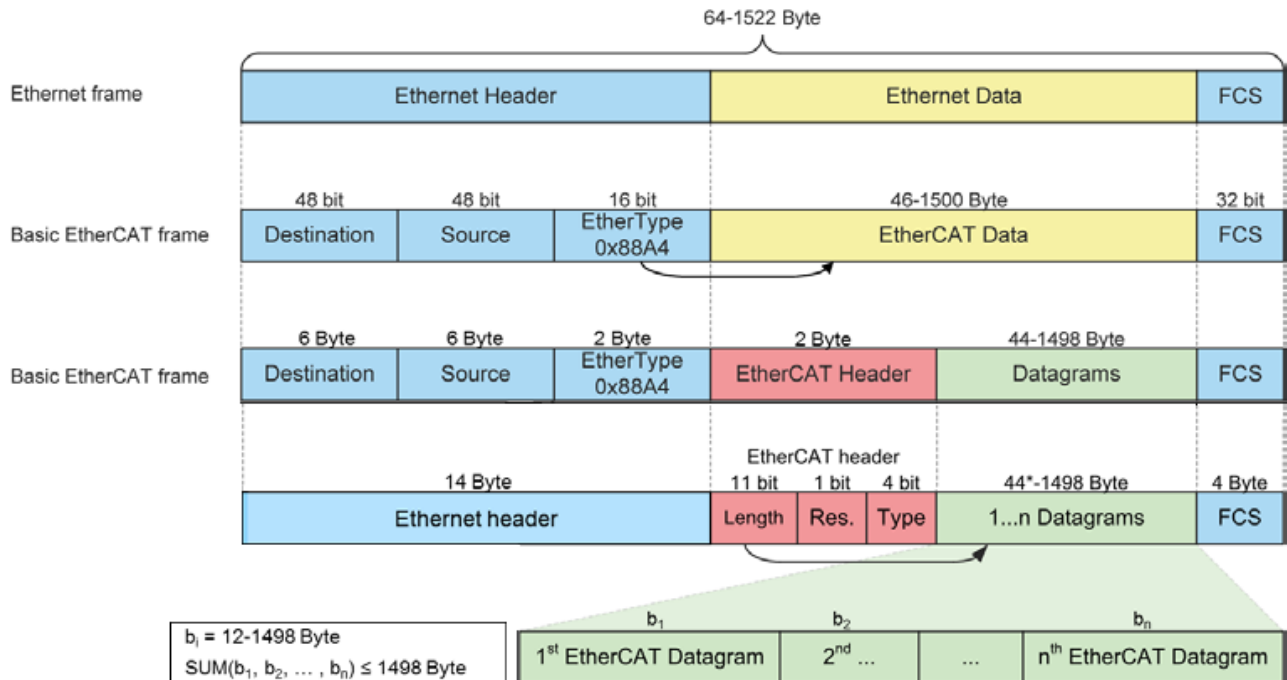 64-1522 Byte
Ethernet frame
Ethernet Header
Ethernet Data
FCS
48 bit
48 bit
16 bit
46-1500 Byte
32 bit
Basic EtherCAT frame
Destination
Source
EtherType
0x88A4
EtherCAT Data
FCS
6 Byte
6 Byte
2 Byte
2 Byte
44-1498 Byte
Basic EtherCAT frame
Destination
Source
EtherType
0x88A4
EtherCAT Header
Datagrams
FCS
EtherCAT header
14 Byte
11 bit
1 bit
4 bit
44*-1498 Byte
4 Byte
Ethernet header
Length
Res.
Type
1...n Datagrams
FCS
b₁
b₂
bₙ
1ˢᵗ EtherCAT Datagram
2ⁿᵈ ...
...
nᵗʰ EtherCAT Datagram
bᵢ = 12-1498 Byte
SUM(b₁, b₂, ... , bₙ) ≤ 1498 Byte